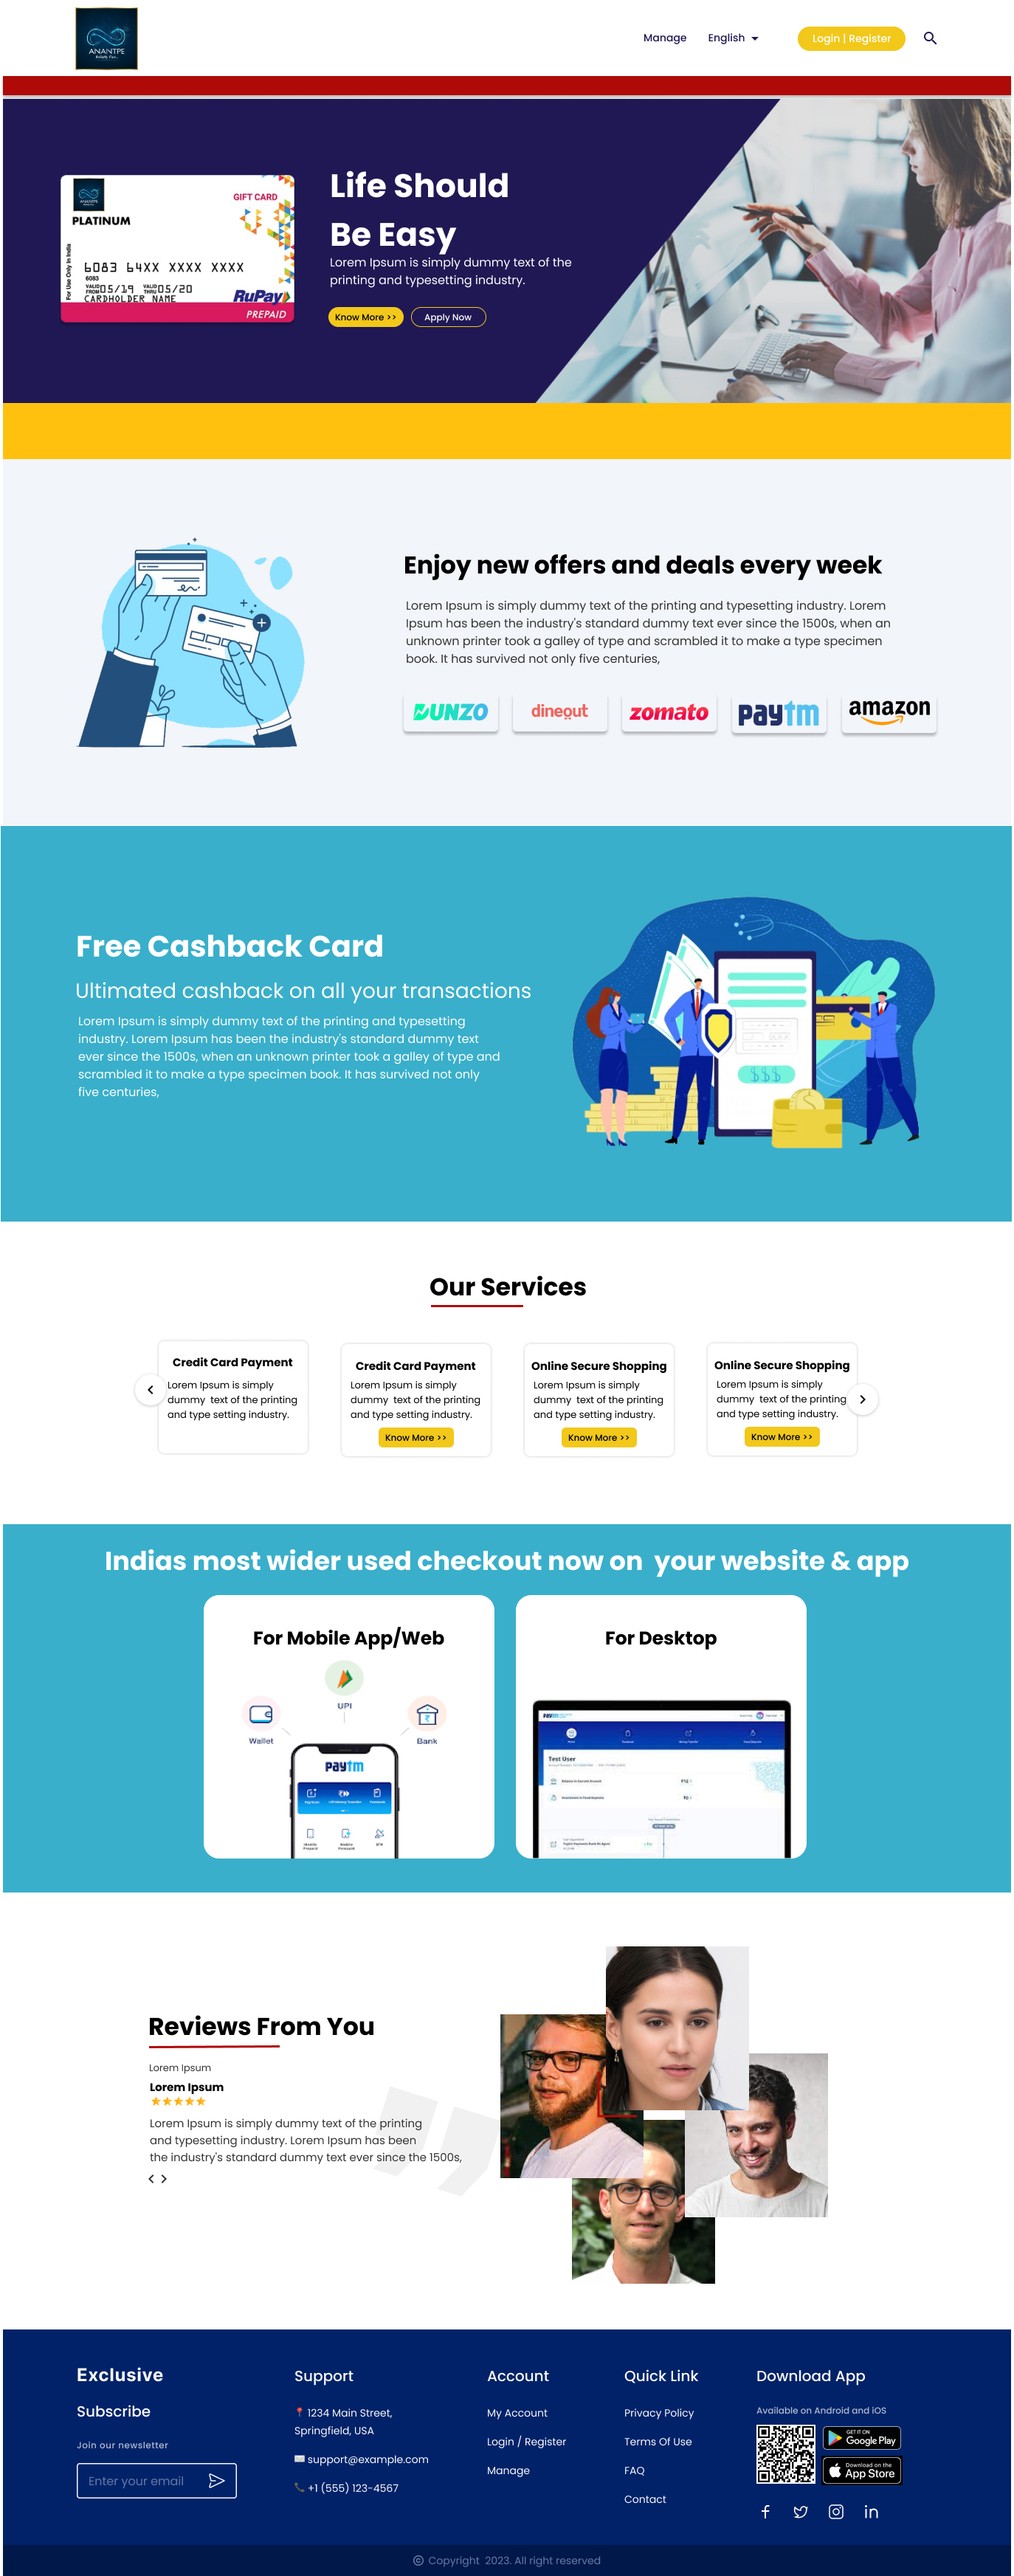 ANANTPE
Manage
English
Login | Register
ANANTPE
GIFT CARD
PLATINUM
For Use Only In India
6083 64XX XXXX XXXX
6083
VALID FROM 05/19 VALID THRU 05/20
CARDHOLDER NAME
RuPay
PREPAID
Life Should
Be Easy
Lorem Ipsum is simply dummy text of the
printing and typesetting industry.
Know More >>
Apply Now
Enjoy new offers and deals every week
Lorem Ipsum is simply dummy text of the printing and typesetting industry. Lorem
Ipsum has been the industry's standard dummy text ever since the 1500s, when an
unknown printer took a galley of type and scrambled it to make a type specimen
book. It has survived not only five centuries,
DUNZO
dineout
zomato
paytm
amazon
Free Cashback Card
Ultimated cashback on all your transactions
Lorem Ipsum is simply dummy text of the printing and typesetting
industry. Lorem Ipsum has been the industry's standard dummy text
ever since the 1500s, when an unknown printer took a galley of type and
scrambled it to make a type specimen book. It has survived not only
five centuries,
$$$
Our Services
Credit Card Payment
Lorem Ipsum is simply
dummy text of the printing
and type setting industry.
Credit Card Payment
Lorem Ipsum is simply
dummy text of the printing
and type setting industry.
Know More >>
Online Secure Shopping
Lorem Ipsum is simply
dummy text of the printing
and type setting industry.
Know More >>
Online Secure Shopping
Lorem Ipsum is simply
dummy text of the printing
and type setting industry.
Know More >>
Indias most wider used checkout now on your website & app
For Mobile App/Web
UPI
Wallet
Bank
paytm
For Desktop
paytm
Test User
Reviews From You
Lorem Ipsum
Lorem Ipsum
Lorem Ipsum is simply dummy text of the printing
and typesetting industry. Lorem Ipsum has been
the industry's standard dummy text ever since the 1500s,
Exclusive
Subscribe
Join our newsletter
Enter your email
Support
1234 Main Street,
Springfield, USA
support@example.com
+1 (555) 123-4567
Account
My Account
Login / Register
Manage
Quick Link
Privacy Policy
Terms Of Use
FAQ
Contact
Download App
Available on Android and iOS
GET IT ON
Google Play
Download on the
App Store
© Copyright 2023. All right reserved